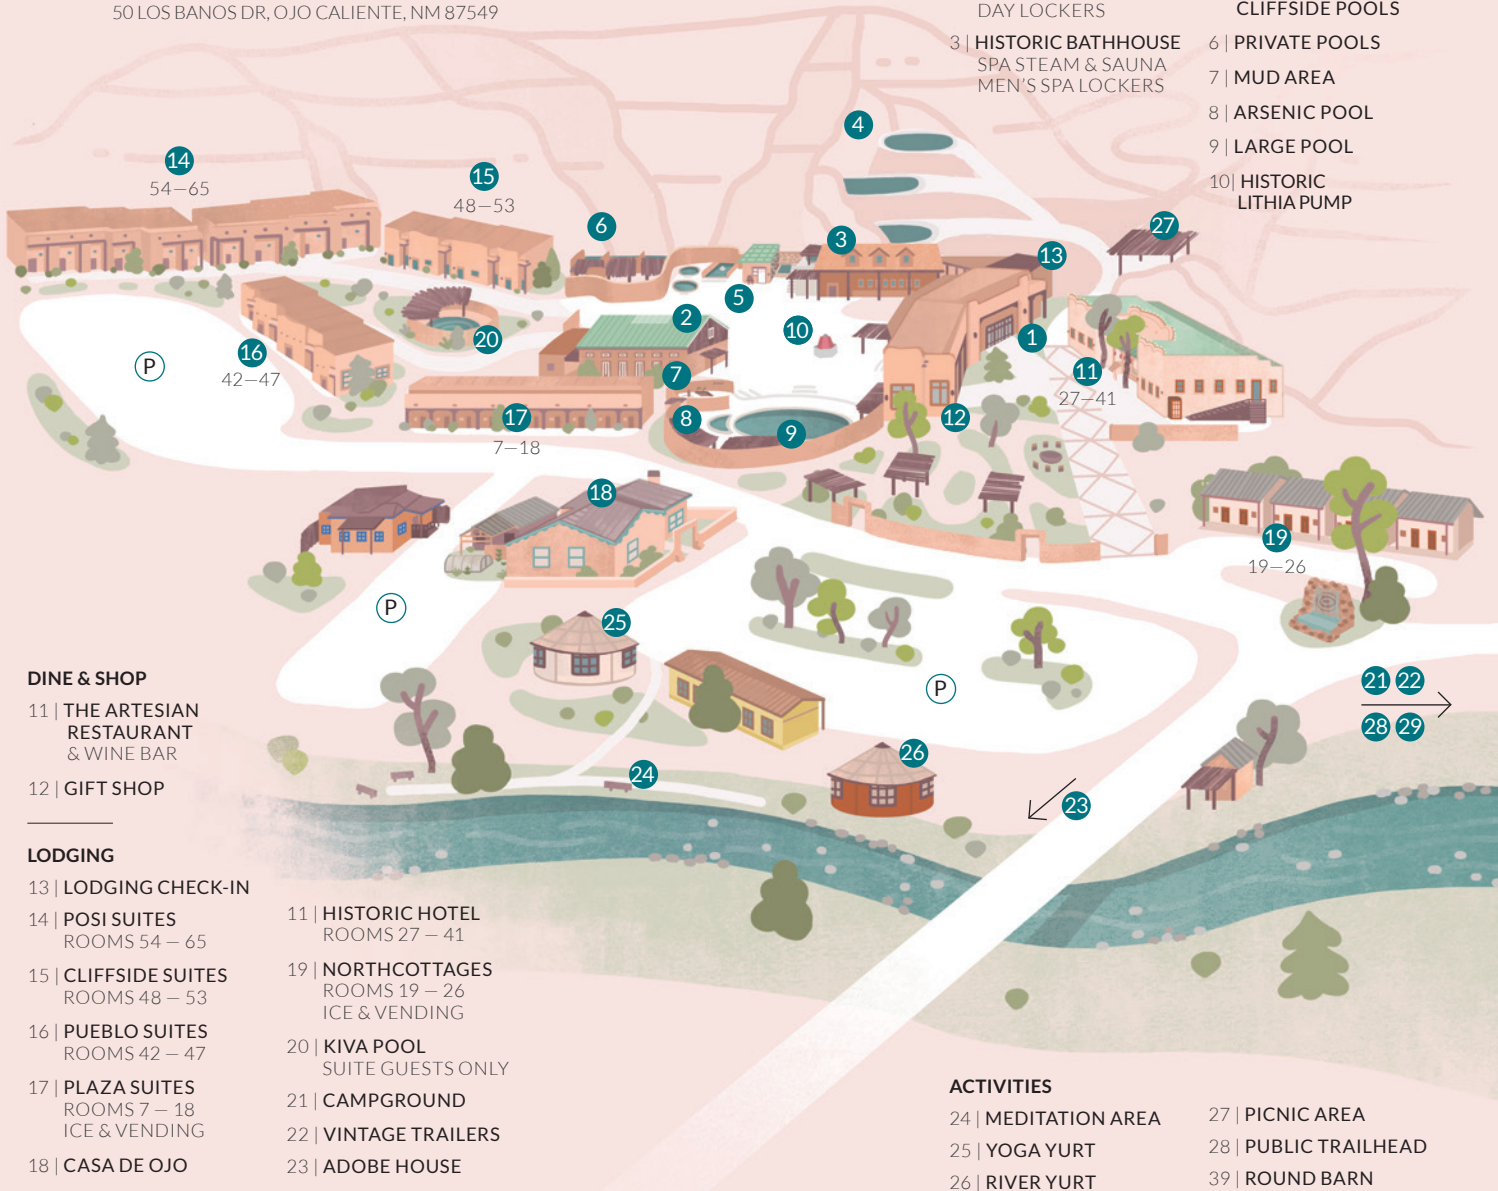 50 LOS BANOS DR, OJO CALIENTE, NM 87549
DAY LOCKERS
3 | HISTORIC BATHHOUSE
SPA STEAM & SAUNA
MEN'S SPA LOCKERS
CLIFFSIDE POOLS
6 | PRIVATE POOLS
7 | MUD AREA
8 | ARSENIC POOL
9 | LARGE POOL
10| HISTORIC
LITHIA PUMP
4
14
54—65
15
48—53
6
3
27
13
5
2
10
1
20
16
42—47
P
7
11
27—41
17
7—18
8
9
12
18
19
19—26
P
25
P
21 22
28 29
26
24
23
DINE & SHOP
11 | THE ARTESIAN
RESTAURANT
& WINE BAR
12 | GIFT SHOP
LODGING
13 | LODGING CHECK-IN
14 | POSI SUITES
ROOMS 54 — 65
15 | CLIFFSIDE SUITES
ROOMS 48 — 53
16 | PUEBLO SUITES
ROOMS 42 — 47
17 | PLAZA SUITES
ROOMS 7 — 18
ICE & VENDING
18 | CASA DE OJO
11 | HISTORIC HOTEL
ROOMS 27 — 41
19 | NORTHCOTTAGES
ROOMS 19 — 26
ICE & VENDING
20 | KIVA POOL
SUITE GUESTS ONLY
21 | CAMPGROUND
22 | VINTAGE TRAILERS
23 | ADOBE HOUSE
ACTIVITIES
24 | MEDITATION AREA
25 | YOGA YURT
26 | RIVER YURT
27 | PICNIC AREA
28 | PUBLIC TRAILHEAD
39 | ROUND BARN